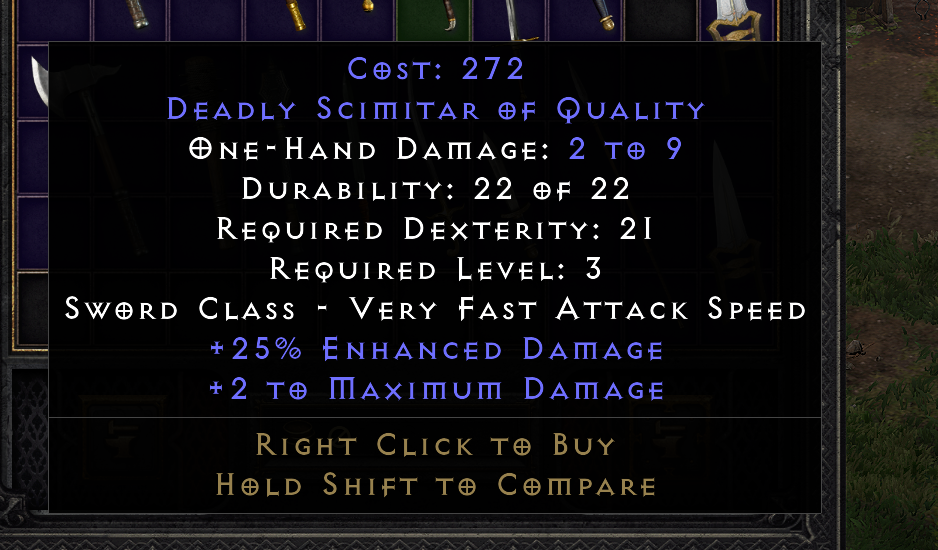 Cost: 272
Deadly Scimitar of Quality
One-Hand Damage: 2 to 9
Durability: 22 of 22
Required Dexterity: 21
Required Level: 3
Sword Class - Very Fast Attack Speed
+25% Enhanced Damage
+2 to Maximum Damage
Right Click to Buy
Hold Shift to Compare